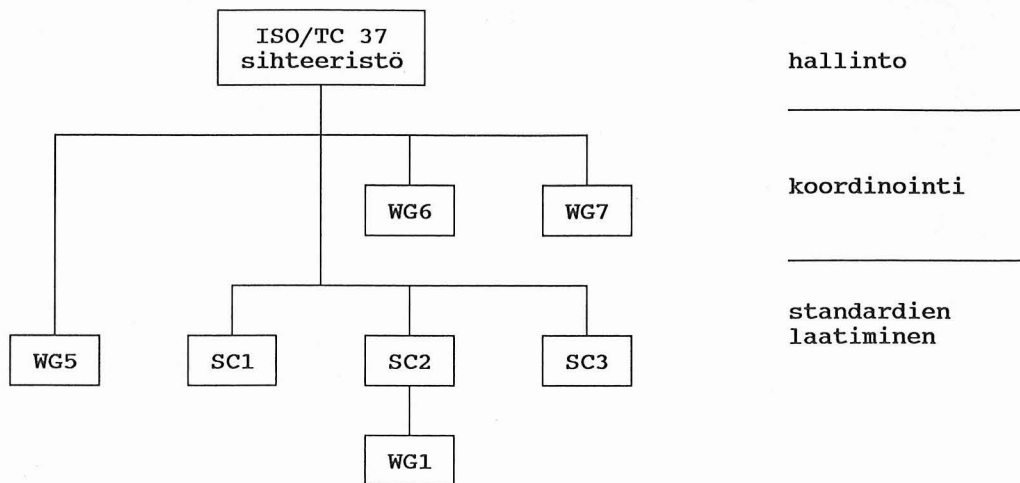 ISO/TC 37
sihteeristö
hallinto
koordinointi
WG6
WG7
standardien
laatiminen
WG5
SC1
SC2
SC3
WG1